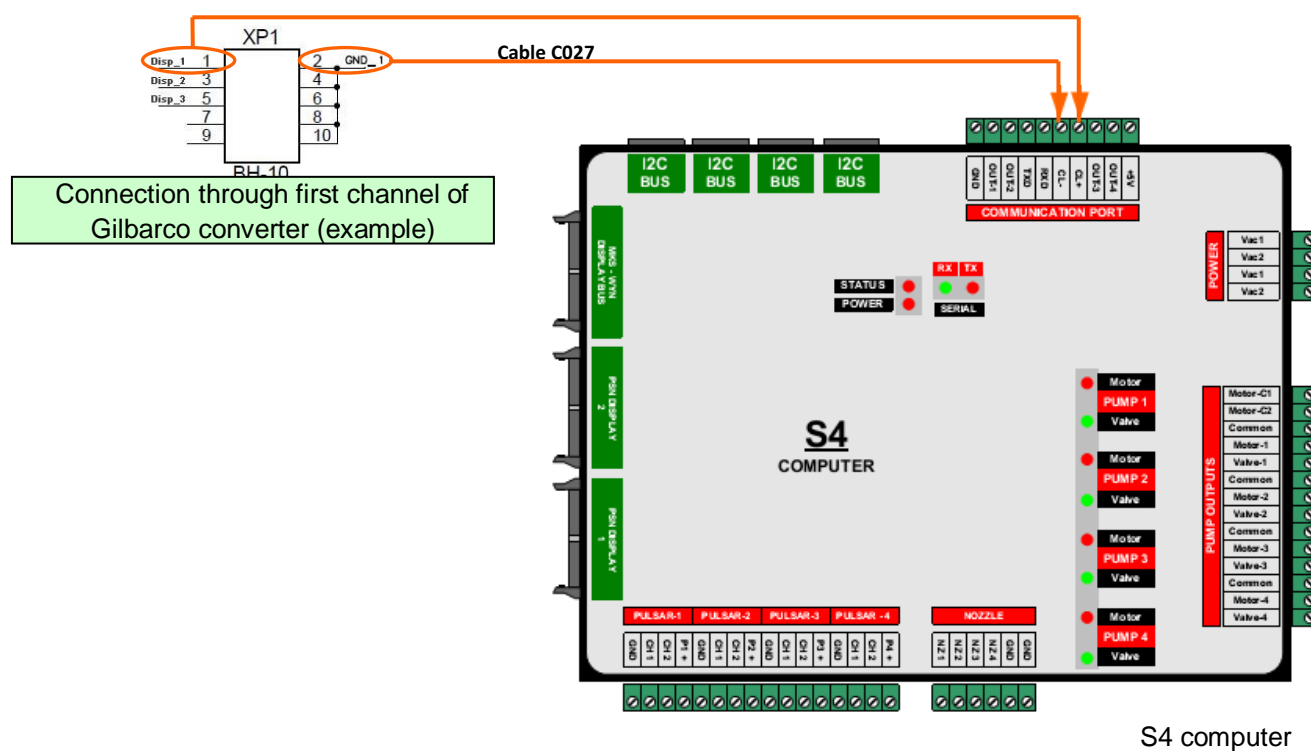 XP1
Disp_1 1 2 GND_1
Disp_2 3 4
Disp_3 5 6
7 8
9 10
BH-10
Cable C027
Connection through first channel of
Gilbarco converter (example)
I2C BUS I2C BUS I2C BUS I2C BUS
GND OUT-1 OUT-2 TXD RXD CL- CL+ OUT-3 OUT-4 +5V
COMMUNICATION PORT
MKS - WYN
DISPLAY BUS
PSN DISPLAY
2
PSN DISPLAY
1
RX TX
STATUS
POWER
SERIAL
S4
COMPUTER
POWER
Vac1
Vac2
Vac1
Vac2
Motor
PUMP 1
Valve
Motor
PUMP 2
Valve
Motor
PUMP 3
Valve
Motor
PUMP 4
Valve
PUMP OUTPUTS
Motor-C1
Motor-C2
Common
Motor-1
Valve-1
Common
Motor-2
Valve-2
Common
Motor-3
Valve-3
Common
Motor-4
Valve-4
PULSAR-1 PULSAR-2 PULSAR-3 PULSAR -4
GND CH 1 CH 2 P1 + GND CH 1 CH 2 P2 + GND CH 1 CH 2 P3 + GND CH 1 CH 2 P4 +
NOZZLE
NZ 1 NZ 2 NZ 3 NZ 4 GND GND
S4 computer